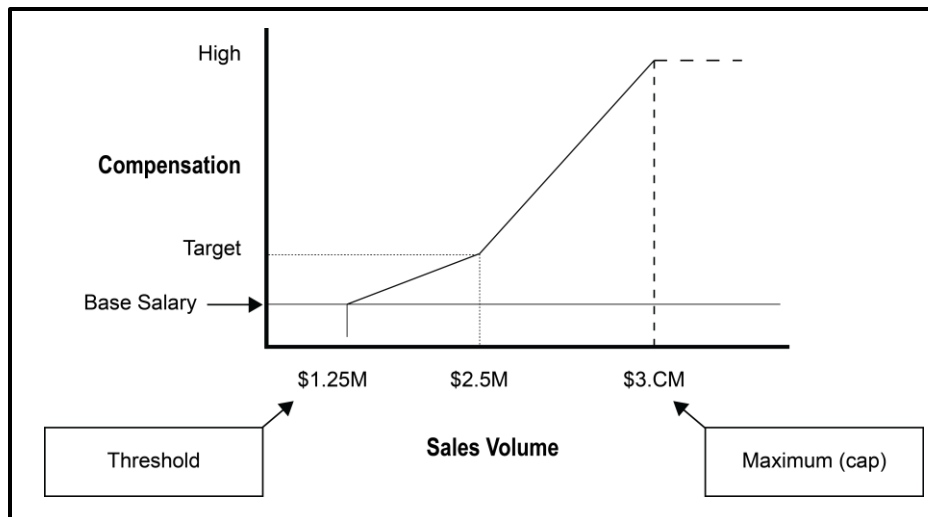 High
Compensation
Target
Base Salary
$1.25M
$2.5M
$3.CM
Threshold
Sales Volume
Maximum (cap)